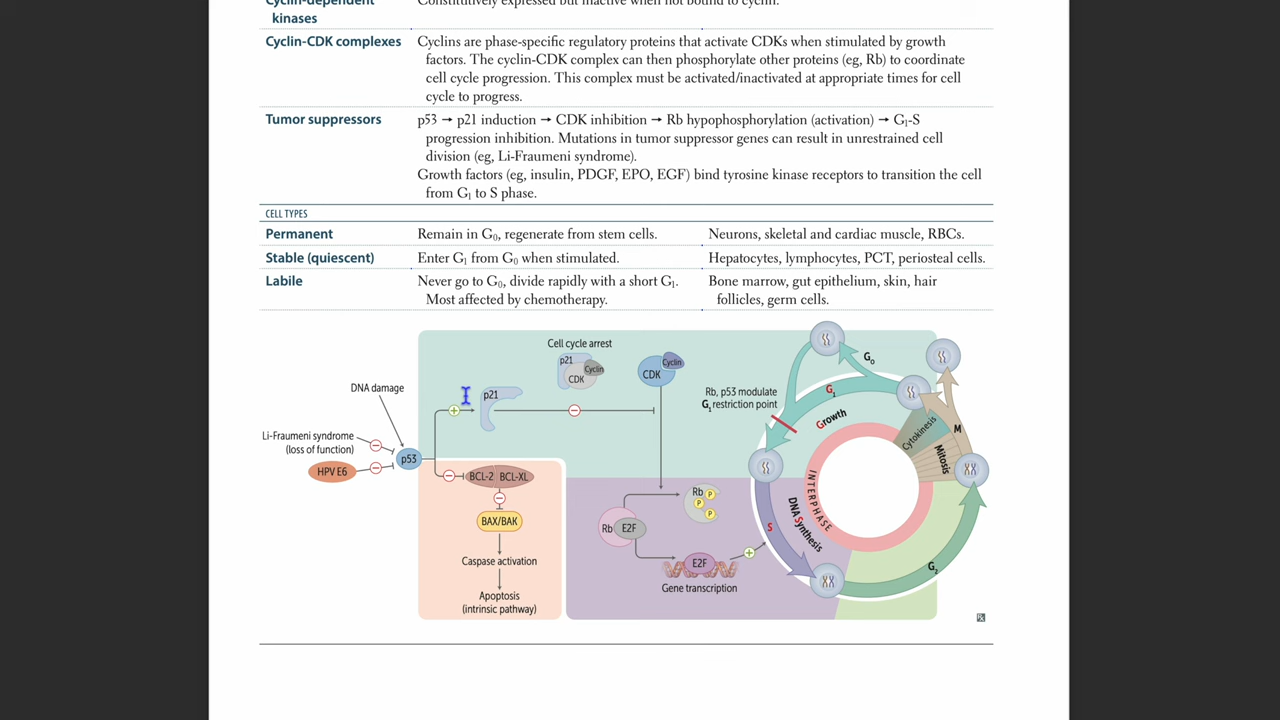 Cyclin-dependent Constitutively expressed but inactive when not bound to cyclin.
kinases
Cyclin-CDK complexes Cyclins are phase-specific regulatory proteins that activate CDKs when stimulated by growth
factors. The cyclin-CDK complex can then phosphorylate other proteins (eg, Rb) to coordinate
cell cycle progression. This complex must be activated/inactivated at appropriate times for cell
cycle to progress.
Tumor suppressors p53 → p21 induction → CDK inhibition → Rb hypophosphorylation (activation) → G1-S
progression inhibition. Mutations in tumor suppressor genes can result in unrestrained cell
division (eg, Li-Fraumeni syndrome).
Growth factors (eg, insulin, PDGF, EPO, EGF) bind tyrosine kinase receptors to transition the cell
from G1 to S phase.
CELL TYPES
Permanent Remain in G0, regenerate from stem cells. Neurons, skeletal and cardiac muscle, RBCs.
Stable (quiescent) Enter G1 from G0 when stimulated. Hepatocytes, lymphocytes, PCT, periosteal cells.
Labile Never go to G0, divide rapidly with a short G1. Bone marrow, gut epithelium, skin, hair
Most affected by chemotherapy. follicles, germ cells.
Cell cycle arrest
p21
Cyclin
CDK
Cyclin
CDK
DNA damage
p21
Li-Fraumeni syndrome
(loss of function)
HPV E6
p53
+
−
−
−
−
BCL-2 BCL-XL
−
BAX/BAK
Caspase activation
Apoptosis
(intrinsic pathway)
Rb E2F
Rb P
P
P
E2F
Gene transcription
+
Rb, p53 modulate
G1 restriction point
G0
G1
Growth
Cytokinesis
M
Mitosis
INTERPHASE
S
DNA Synthesis
G2